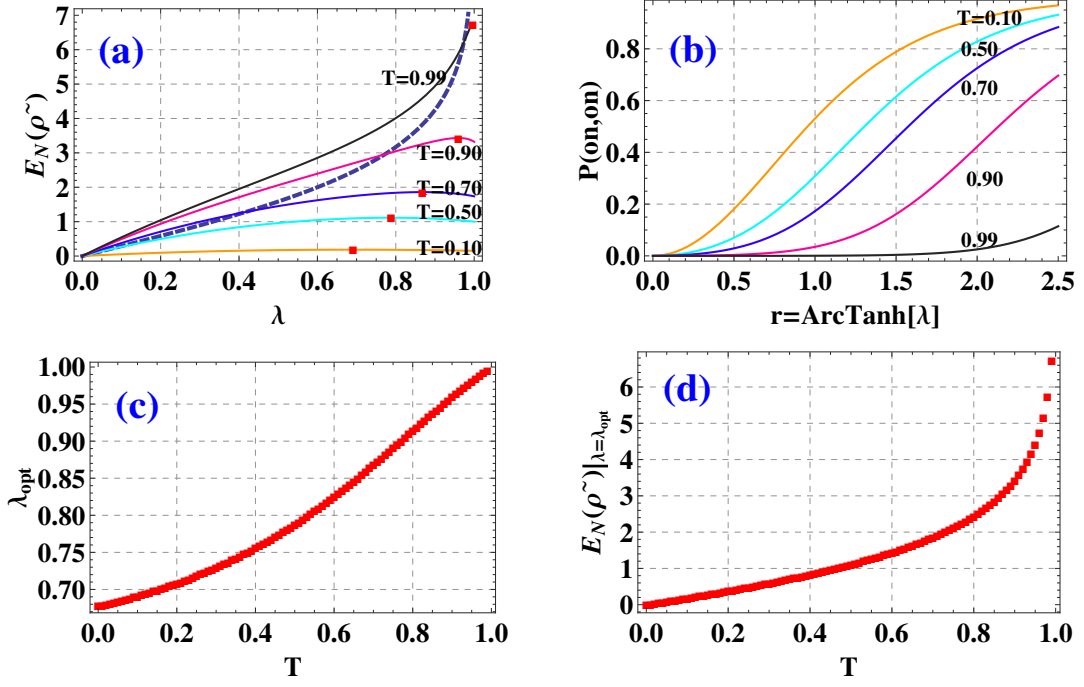 (a)
7
6
5
4
3
2
1
0
E_N(ρ~)
T=0.99
T=0.90
T=0.70
T=0.50
T=0.10
0.0 0.2 0.4 0.6 0.8 1.0
λ
(b)
0.8
0.6
0.4
0.2
0.0
P(on,on)
T=0.10
0.50
0.70
0.90
0.99
0.0 0.5 1.0 1.5 2.0 2.5
r=ArcTanh[λ]
(c)
1.00
0.95
0.90
0.85
0.80
0.75
0.70
λopt
0.0 0.2 0.4 0.6 0.8 1.0
T
(d)
6
5
4
3
2
1
0
E_N(ρ~)|λ=λopt
0.0 0.2 0.4 0.6 0.8 1.0
T